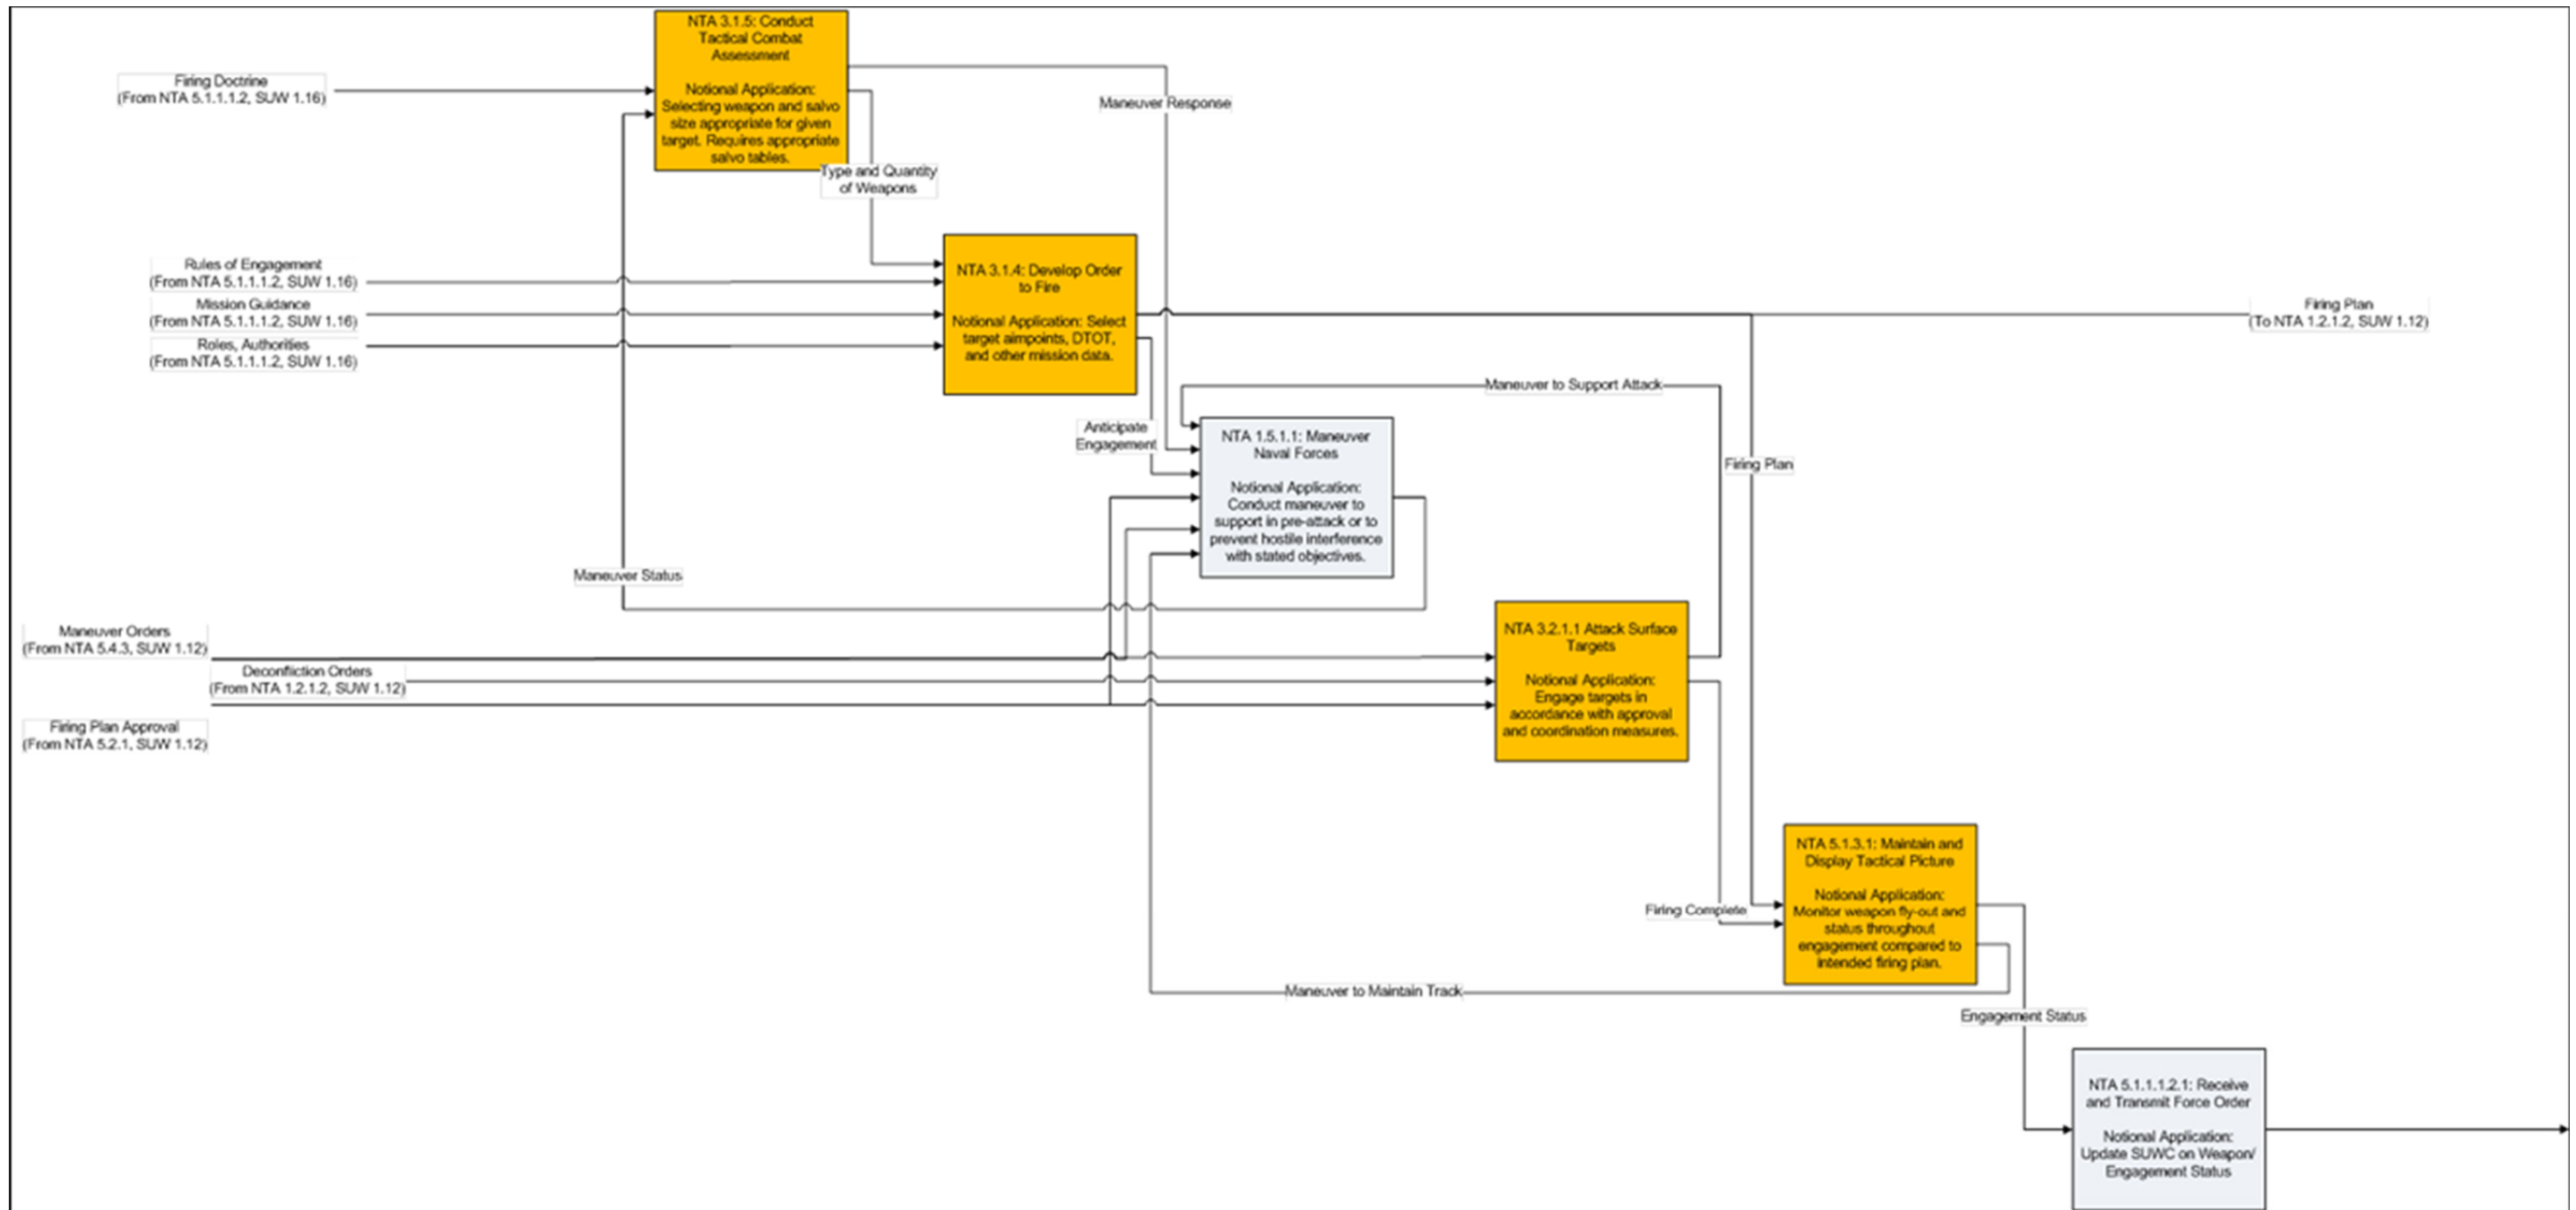 NTA 3.1.5: Conduct
Tactical Combat
Assessment
Notional Application:
Selecting weapon and salvo
size appropriate for given
target. Requires appropriate
salvo tables.
Firing Doctrine
(From NTA 5.1.1.1.2, SUW 1.16)
Maneuver Response
Type and Quantity
of Weapons
Rules of Engagement
(From NTA 5.1.1.1.2, SUW 1.16)
Mission Guidance
(From NTA 5.1.1.1.2, SUW 1.16)
Roles, Authorities
(From NTA 5.1.1.1.2, SUW 1.16)
NTA 3.1.4: Develop Order
to Fire
Notional Application: Select
target aimpoints, DTOT,
and other mission data.
Firing Plan
(To NTA 1.2.1.2, SUW 1.12)
Maneuver to Support Attack
Anticipate
Engagement
NTA 1.5.1.1: Maneuver
Naval Forces
Notional Application:
Conduct maneuver to
support in pre-attack or to
prevent hostile interference
with stated objectives.
Firing Plan
Maneuver Status
Maneuver Orders
(From NTA 5.4.3, SUW 1.12)
Deconfliction Orders
(From NTA 1.2.1.2, SUW 1.12)
Firing Plan Approval
(From NTA 5.2.1, SUW 1.12)
NTA 3.2.1.1 Attack Surface
Targets
Notional Application:
Engage targets in
accordance with approval
and coordination measures.
NTA 5.1.3.1: Maintain and
Display Tactical Picture
Notional Application:
Monitor weapon fly-out and
status throughout
engagement compared to
intended firing plan.
Firing Complete
Maneuver to Maintain Track
Engagement Status
NTA 5.1.1.1.2.1: Receive
and Transmit Force Order
Notional Application:
Update SUWC on Weapon/
Engagement Status